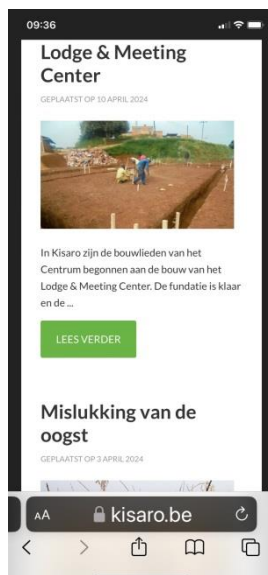 09:36
Lodge & Meeting
Center
GEPLAATST OP 10 APRIL 2024
In Kisaro zijn de bouwlieden van het
Centrum begonnen aan de bouw van het
Lodge & Meeting Center. De fundatie is klaar
en de ...
LEES VERDER
Mislukking van de
oogst
GEPLAATST OP 3 APRIL 2024
AA kisaro.be